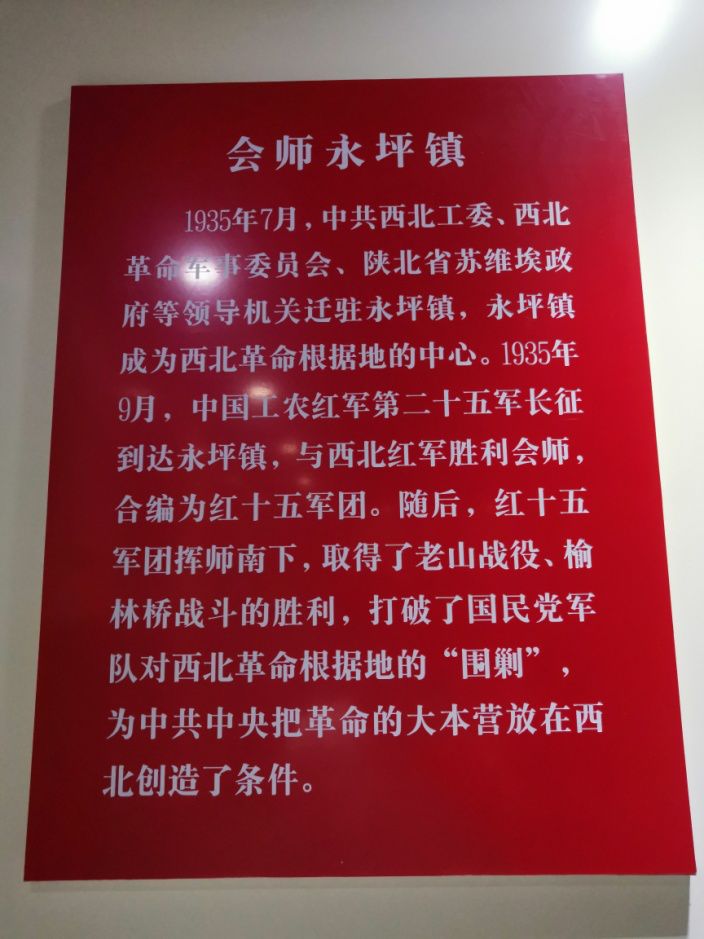 会师永坪镇
1935年7月，中共西北工委、西北
革命军事委员会、陕北省苏维埃政
府等领导机关迁驻永坪镇，永坪镇
成为西北革命根据地的中心。1935年
9月，中国工农红军第二十五军长征
到达永坪镇，与西北红军胜利会师，
合编为红十五军团。随后，红十五
军团挥师南下，取得了老山战役、榆
林桥战斗的胜利，打破了国民党军
队对西北革命根据地的“围剿”，
为中共中央把革命的大本营放在西
北创造了条件。